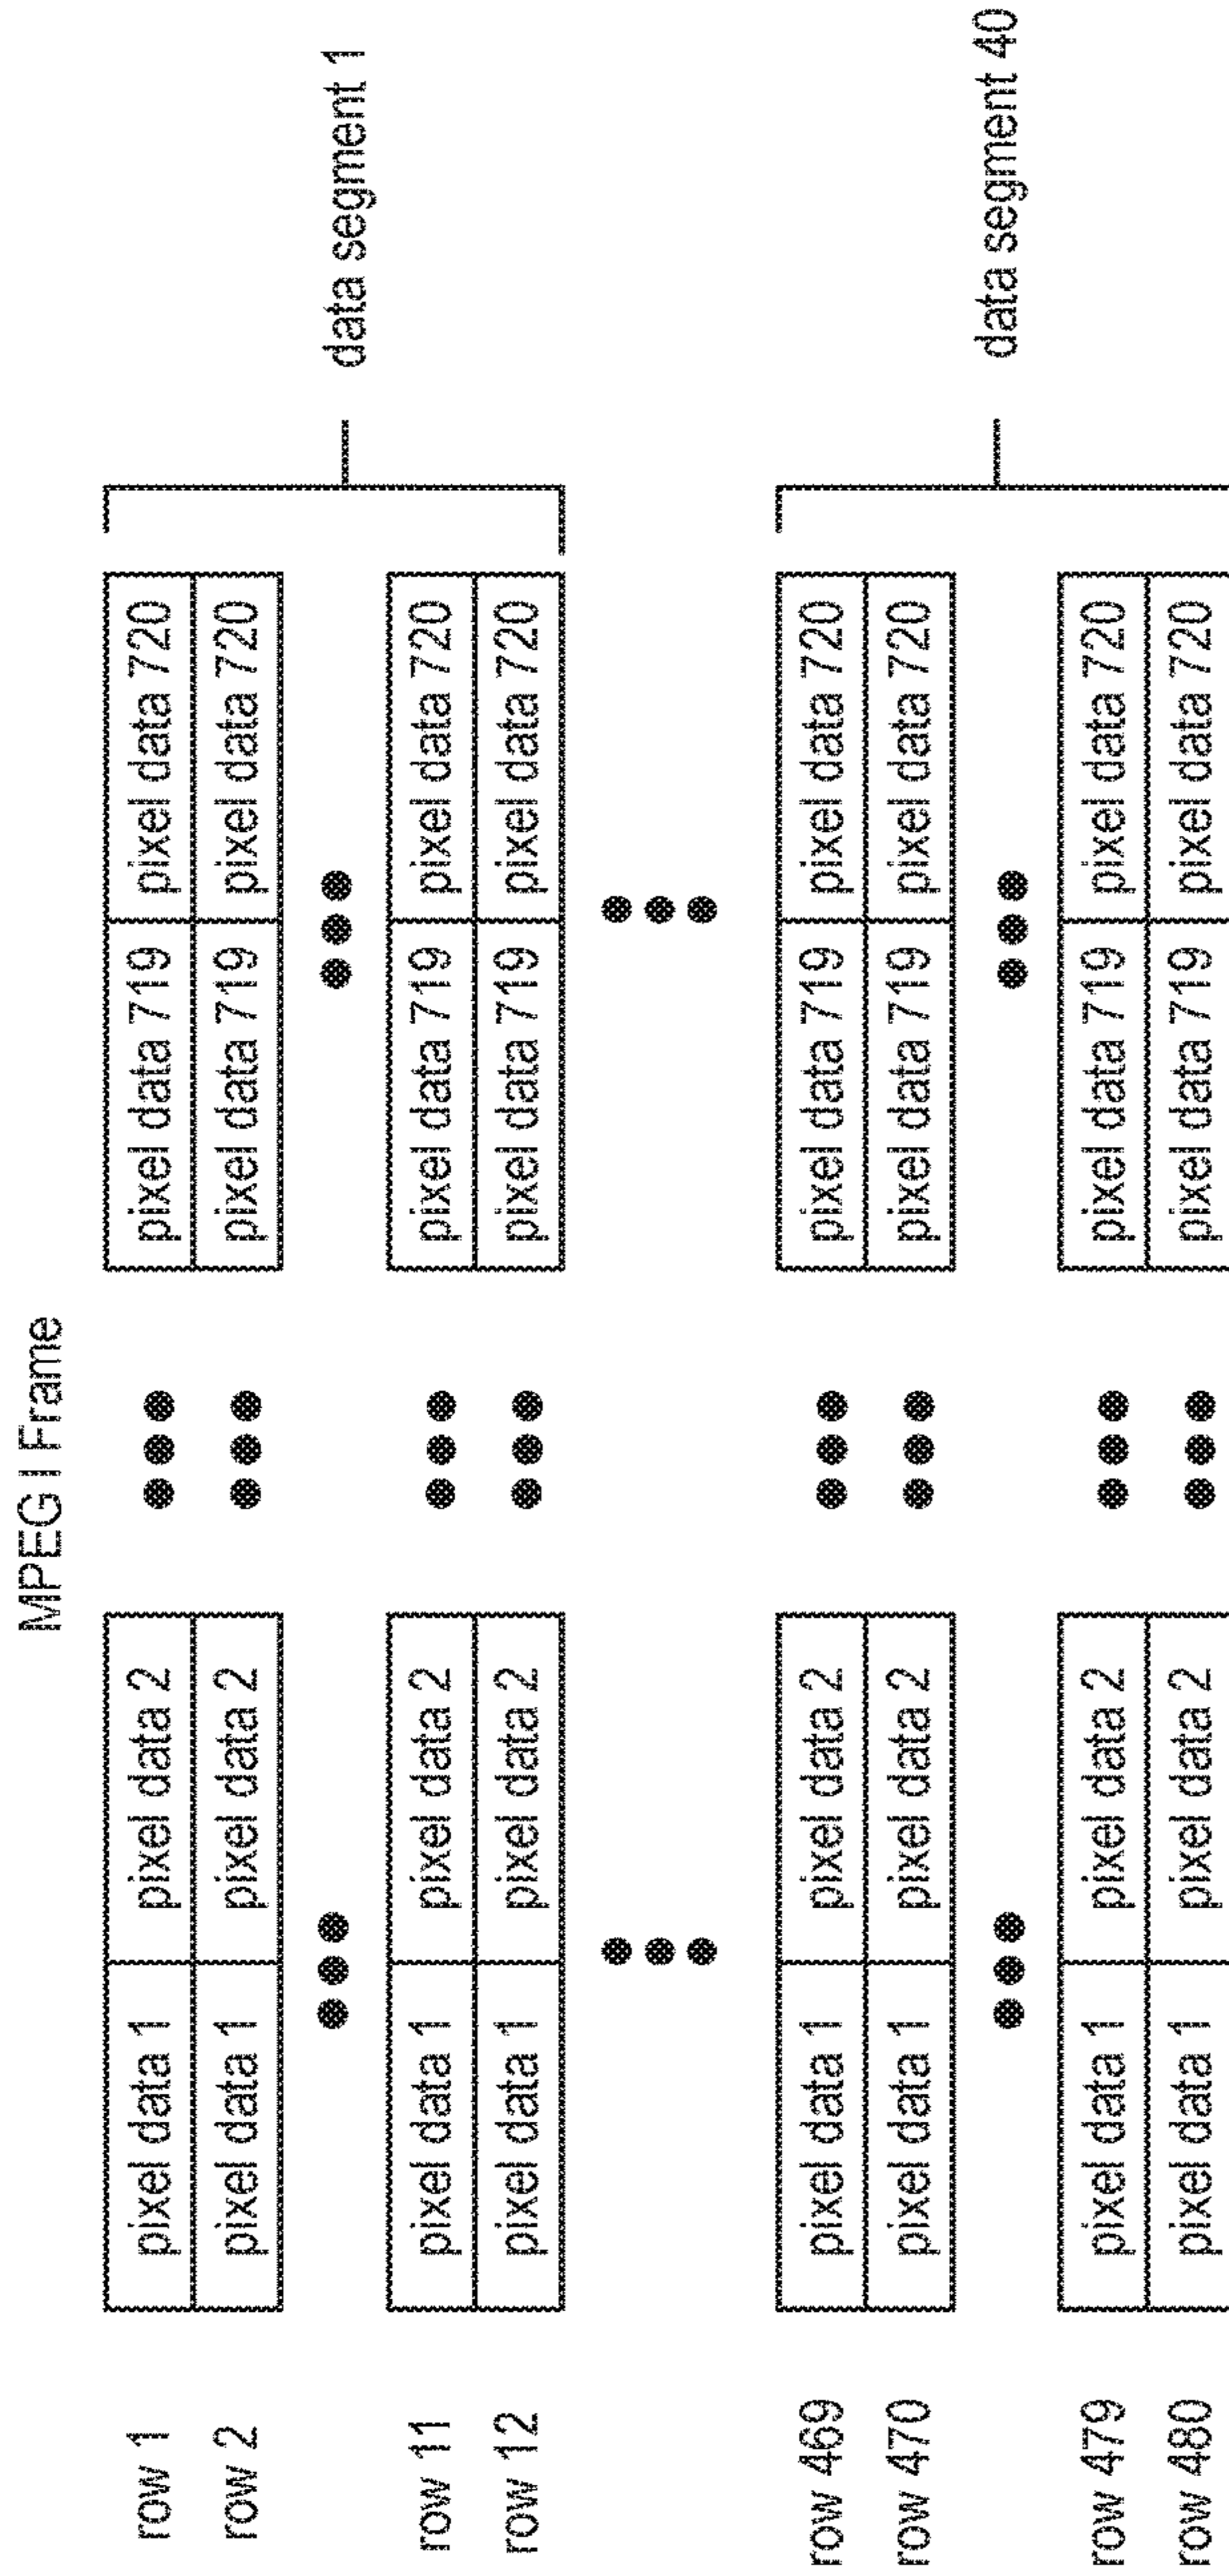 MPEG I Frame
row 1 pixel data 1 pixel data 2 pixel data 719 pixel data 720
row 2 pixel data 1 pixel data 2 pixel data 719 pixel data 720
data segment 1
row 11 pixel data 1 pixel data 2 pixel data 719 pixel data 720
row 12 pixel data 1 pixel data 2 pixel data 719 pixel data 720
row 469 pixel data 1 pixel data 2 pixel data 719 pixel data 720
row 470 pixel data 1 pixel data 2 pixel data 719 pixel data 720
data segment 40
row 479 pixel data 1 pixel data 2 pixel data 719 pixel data 720
row 480 pixel data 1 pixel data 2 pixel data 719 pixel data 720